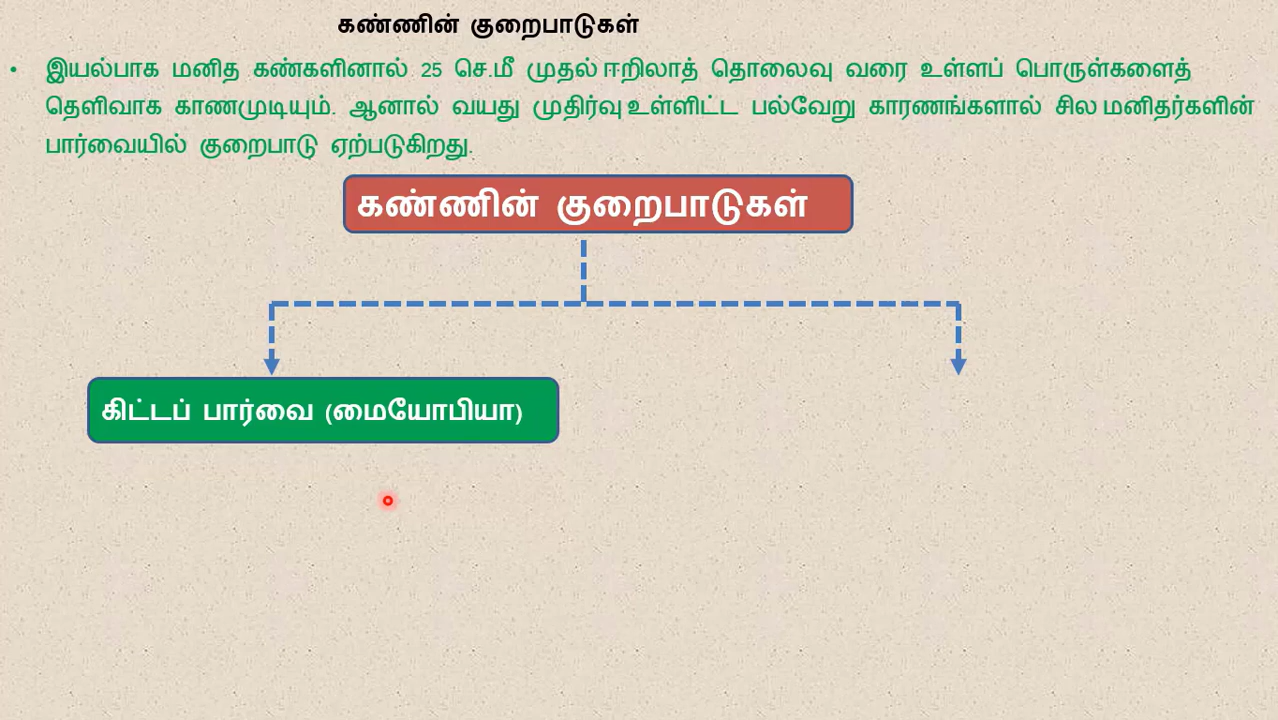 கண்ணின் குறைபாடுகள்
• இயல்பாக மனித கண்களினால் 25 செ.மீ முதல் ஈறிலாத் தொலைவு வரை உள்ளப் பொருள்களைத்
தெளிவாக காணமுடியும். ஆனால் வயது முதிர்வு உள்ளிட்ட பல்வேறு காரணங்களால் சில மனிதர்களின்
பார்வையில் குறைபாடு ஏற்படுகிறது.
கண்ணின் குறைபாடுகள்
கிட்டப் பார்வை (மையோபியா)